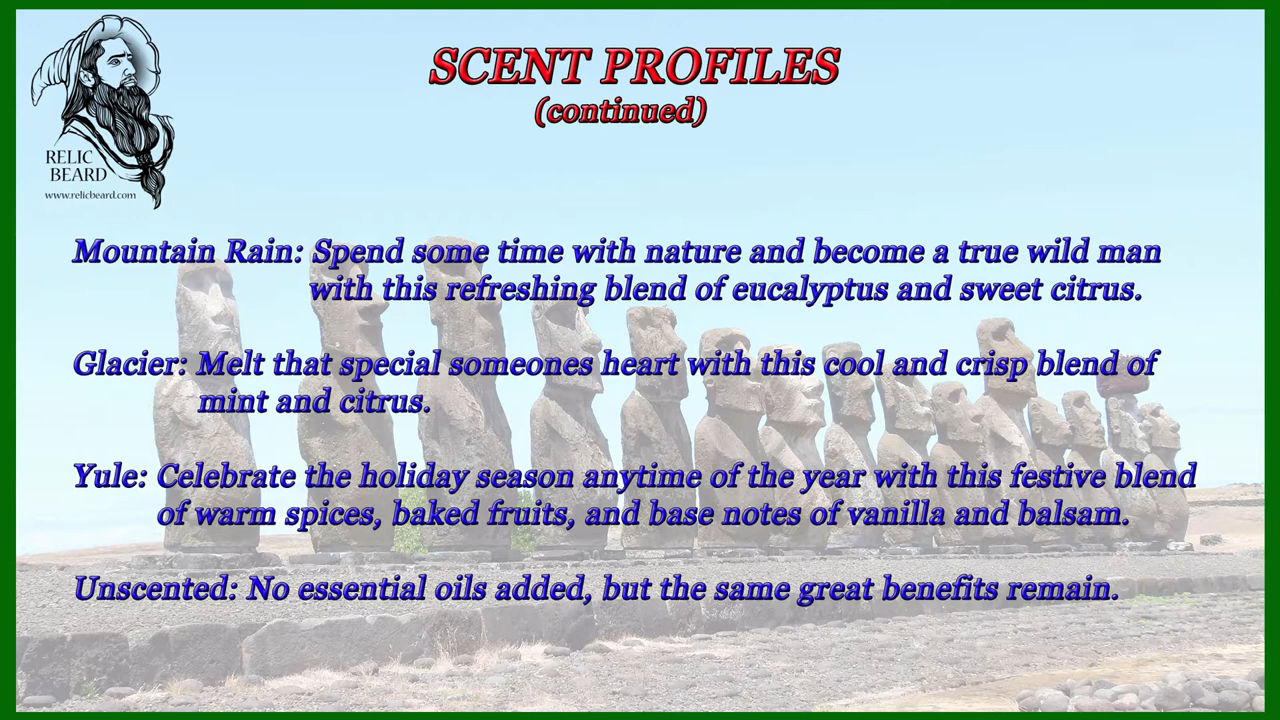 SCENT PROFILES
(continued)
RELIC
BEARD
www.relicbeard.com
Mountain Rain: Spend some time with nature and become a true wild man
with this refreshing blend of eucalyptus and sweet citrus.
Glacier: Melt that special someones heart with this cool and crisp blend of
mint and citrus.
Yule: Celebrate the holiday season anytime of the year with this festive blend
of warm spices, baked fruits, and base notes of vanilla and balsam.
Unscented: No essential oils added, but the same great benefits remain.